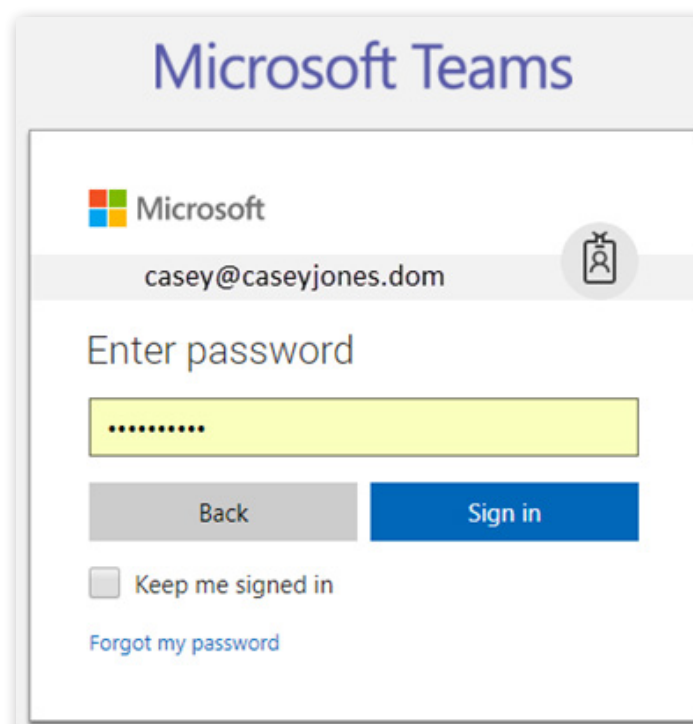 Microsoft Teams
Microsoft
casey@caseyjones.dom
Enter password
••••••••••
Back Sign in
Keep me signed in
Forgot my password